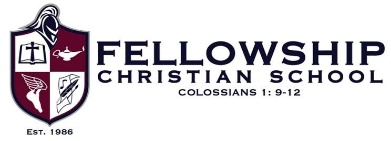 FELLOWSHIP
CHRISTIAN SCHOOL
COLOSSIANS 1: 9-12
EST. 1986